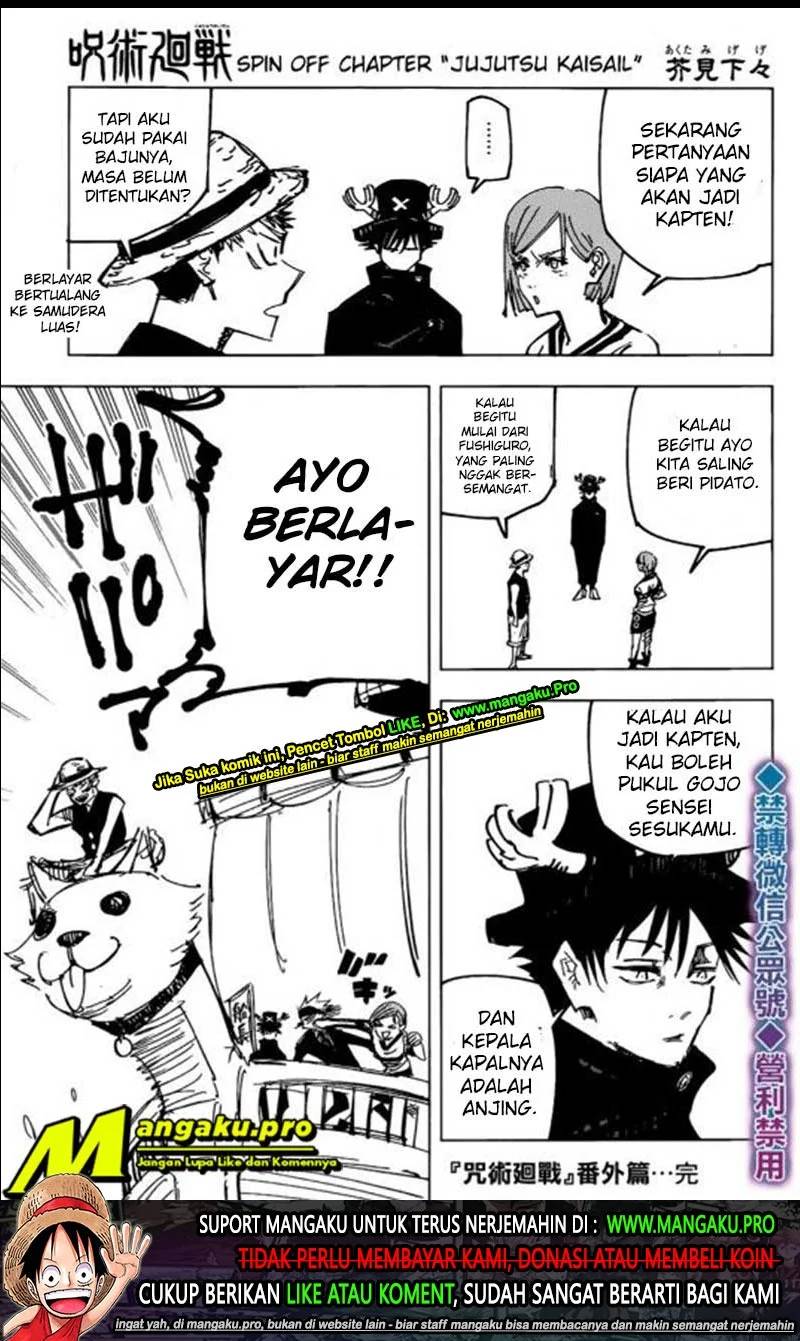 呪術廻戦 SPIN OFF CHAPTER "JUJUTSU KAISAIL" 芥見下々
あくた み げ げ
SEKARANG
PERTANYAAN
SIAPA YANG
AKAN JADI
KAPTEN!
......
TAPI AKU
SUDAH PAKAI
BAJUNYA,
MASA BELUM
DITENTUKAN?
BERLAYAR
BERTUALANG
KE SAMUDERA
LUAS!
KALAU
BEGITU AYO
KITA SALING
BERI PIDATO.
KALAU
BEGITU
MULAI DARI
FUSHIGURO,
YANG PALING
NGGAK BER-
SEMANGAT.
KALAU AKU
JADI KAPTEN,
KAU BOLEH
PUKUL GOJO
SENSEI
SESUKAMU.
DAN
KEPALA
KAPALNYA
ADALAH
ANJING.
AYO
BERLA-
YAR!!
Jika Suka komik ini, Pencet Tombol LIKE, Di: www.mangaku.Pro
bukan di website lain - biar staff makin semangat nerjemahin
◆禁轉微信公眾號◆營利禁用
『呪術廻戦』番外篇…完
Mangaku.pro
Jangan Lupa Like dan Komennya
SUPORT MANGAKU UNTUK TERUS NERJEMAHIN DI : WWW.MANGAKU.PRO
TIDAK PERLU MEMBAYAR KAMI, DONASI ATAU MEMBELI KOIN
CUKUP BERIKAN LIKE ATAU KOMENT, SUDAH SANGAT BERARTI BAGI KAMI
ingat yah, di mangaku.pro, bukan di website lain - biar staff mangaku bisa membacanya dan makin semangat nerjemahin